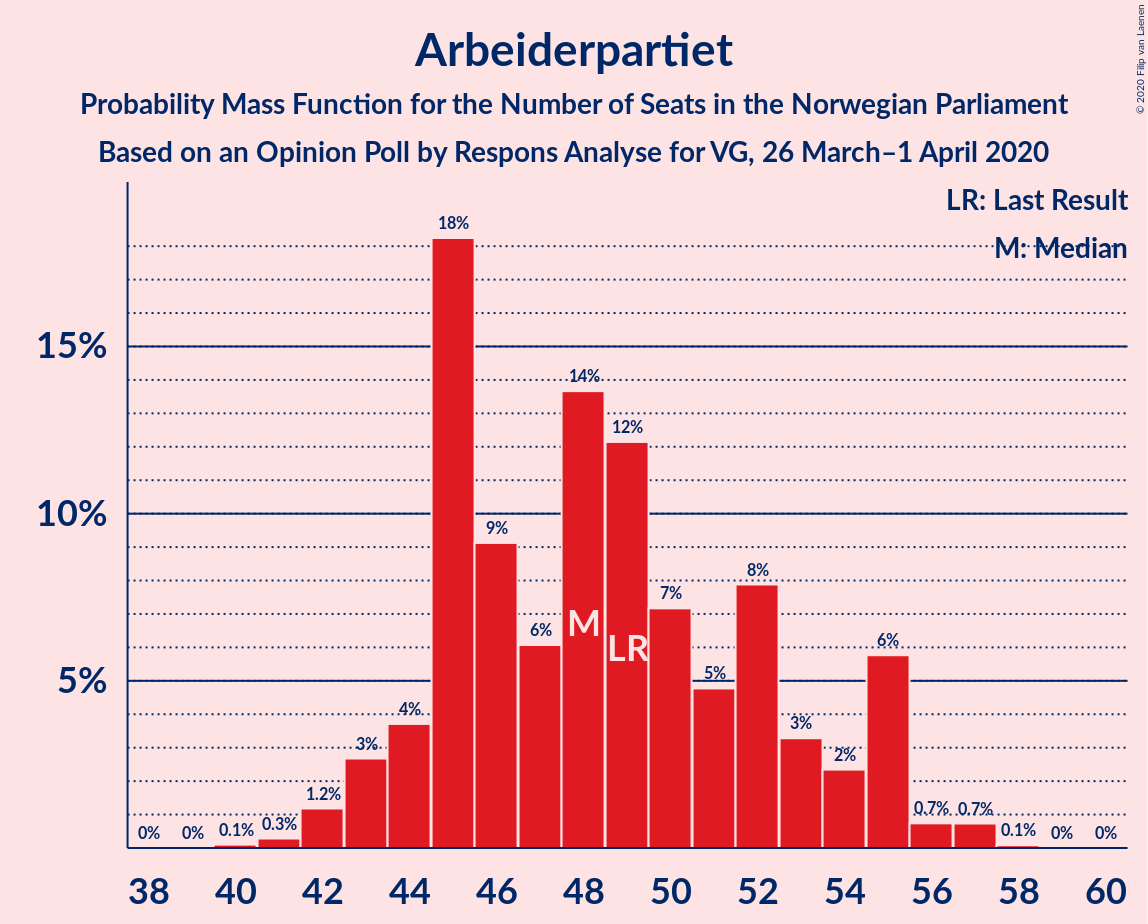 Arbeiderpartiet
Probability Mass Function for the Number of Seats in the Norwegian Parliament
Based on an Opinion Poll by Respons Analyse for VG, 26 March–1 April 2020
© 2020 Filip van Laenen
LR: Last Result
M: Median
15%
10%
5%
0%
0%
0.1%
0.3%
1.2%
3%
4%
18%
9%
6%
14%
12%
7%
5%
8%
3%
2%
6%
0.7%
0.7%
0.1%
0%
0%
M
LR
38 40 42 44 46 48 50 52 54 56 58 60